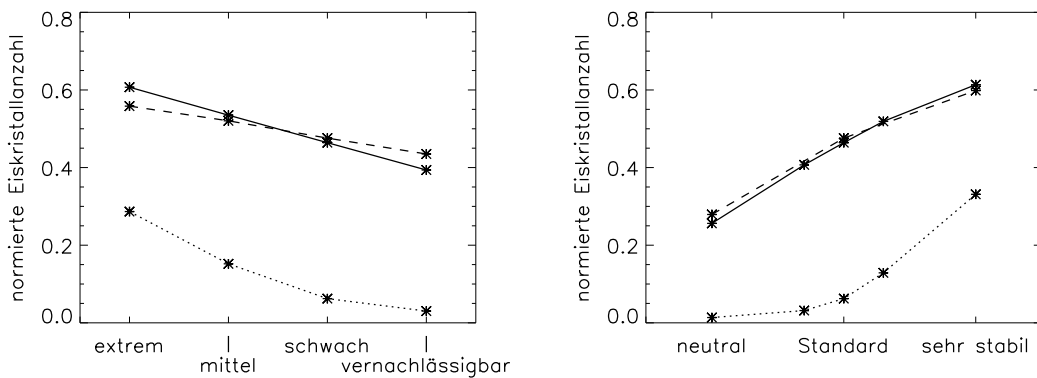 normierte Eiskristallanzahl
0.8
0.6
0.4
0.2
0.0
extrem
mittel
schwach
vernachlässigbar
normierte Eiskristallanzahl
0.8
0.6
0.4
0.2
0.0
neutral
Standard
sehr stabil